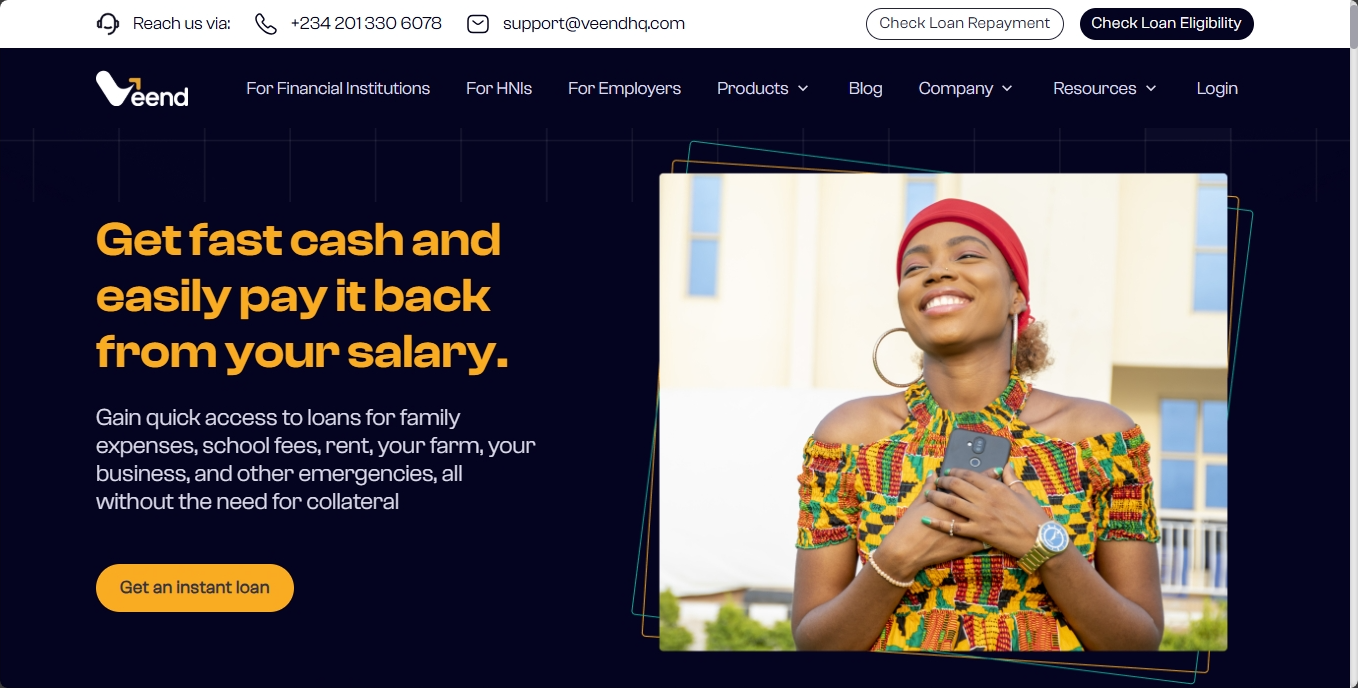 Reach us via: +234 201 330 6078 support@veendhq.com Check Loan Repayment Check Loan Eligibility
Veend For Financial Institutions For HNIs For Employers Products Blog Company Resources Login
Get fast cash and
easily pay it back
from your salary.
Gain quick access to loans for family
expenses, school fees, rent, your farm, your
business, and other emergencies, all
without the need for collateral
Get an instant loan